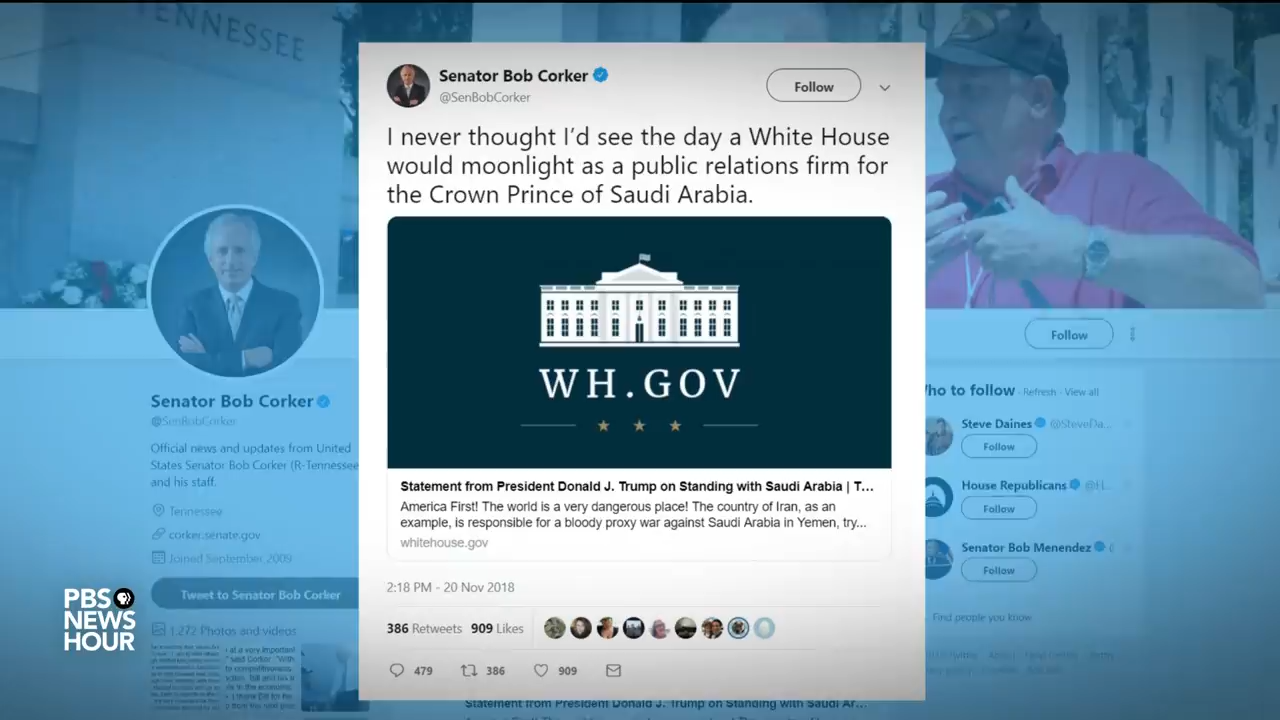 TENNESSEE
Senator Bob Corker
@SenBobCorker
Follow
I never thought I'd see the day a White House
would moonlight as a public relations firm for
the Crown Prince of Saudi Arabia.
WH.GOV
Statement from President Donald J. Trump on Standing with Saudi Arabia | T...
America First! The world is a very dangerous place! The country of Iran, as an
example, is responsible for a bloody proxy war against Saudi Arabia in Yemen, try...
whitehouse.gov
2:18 PM - 20 Nov 2018
386 Retweets 909 Likes
479 386 909
Senator Bob Corker
@SenBobCorker
Official news and updates from United
States Senator Bob Corker (R-Tennessee
and his staff.
Tennessee
corker.senate.gov
Joined September 2009
Tweet to Senator Bob Corker
1,272 Photos and videos
Follow
Who to follow · Refresh · View all
Steve Daines @SteveDa...
Follow
House Republicans @H...
Follow
Senator Bob Menendez
Follow
Find people you know
Statement from President Donald J. Trump on Standing with Saudi Ar...
PBS
NEWS
HOUR